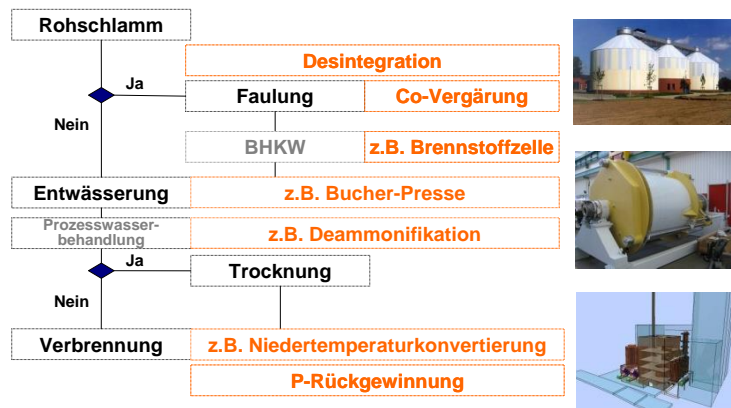 Rohschlamm
Desintegration
Ja
Faulung
Co-Vergärung
Nein
BHKW
z.B. Brennstoffzelle
Entwässerung
z.B. Bucher-Presse
Prozesswasser-
behandlung
z.B. Deammonifikation
Ja
Trocknung
Nein
Verbrennung
z.B. Niedertemperaturkonvertierung
P-Rückgewinnung